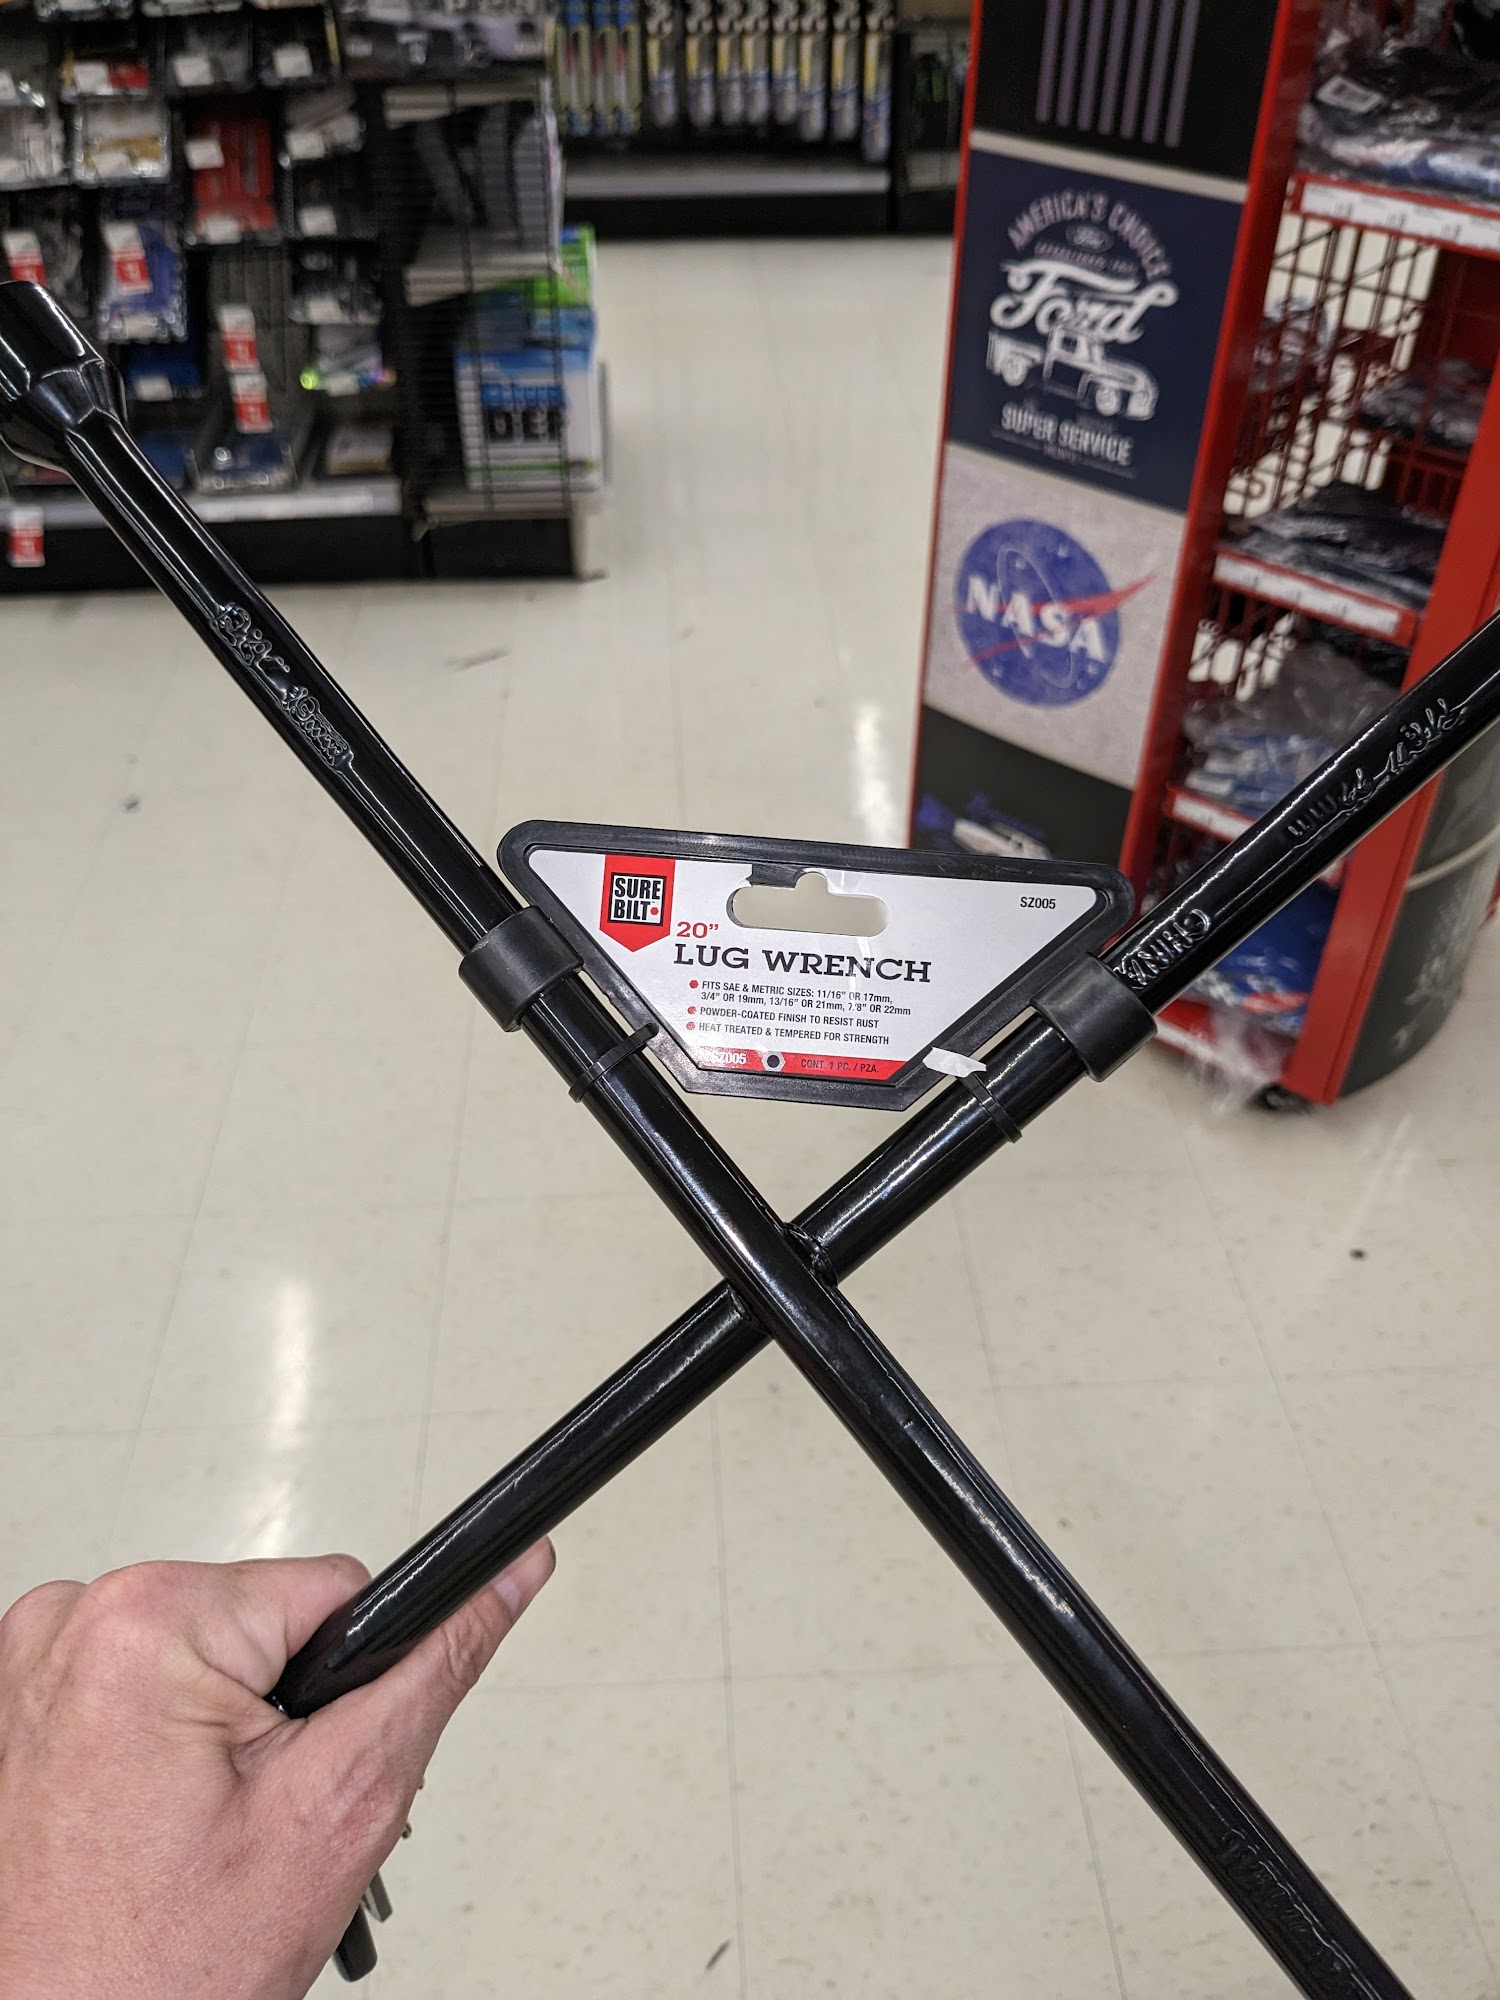 AMERICA'S CHOICE
Ford
SUPER SERVICE
NASA
SURE
BILT
SZ005
20"
LUG WRENCH
FITS SAE & METRIC SIZES: 11/16" OR 17mm,
3/4" OR 19mm, 13/16" OR 21mm, 7/8" OR 22mm
POWDER-COATED FINISH TO RESIST RUST
HEAT TREATED & TEMPERED FOR STRENGTH
SZ005
CONT. 1 PC. / PZA.
CHINA